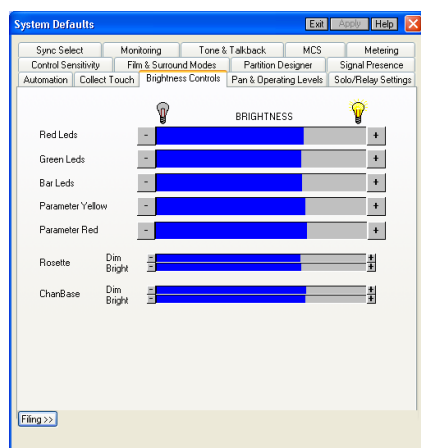 System Defaults Exit Apply Help
Sync Select Monitoring Tone & Talkback MCS Metering
Control Sensitivity Film & Surround Modes Partition Designer Signal Presence
Automation Collect Touch Brightness Controls Pan & Operating Levels Solo/Relay Settings
BRIGHTNESS
Red Leds - +
Green Leds - +
Bar Leds - +
Parameter Yellow - +
Parameter Red - +
Rosette Dim - +
Bright - +
ChanBase Dim - +
Bright - +
Filing >>